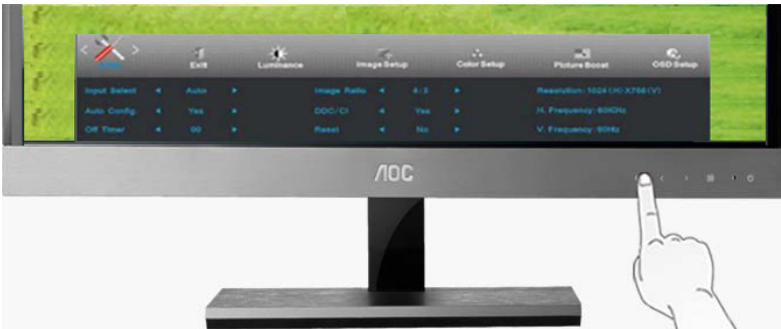 Exit Luminance Image Setup Color Setup Picture Boost OSD Setup
Input Select Auto Image Ratio 4:3 Resolution: 1024 (H) X768 (V)
Auto Config. Yes DDC/CI Yes H. Frequency: 60KHz
Off Timer 00 Reset No V. Frequency: 60Hz
AOC